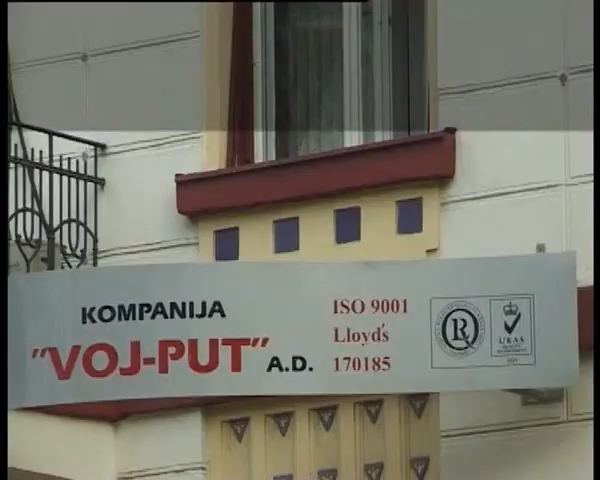 KOMPANIJA
"VOJ-PUT" A.D.
ISO 9001
Lloyd's
170185
R
UKAS